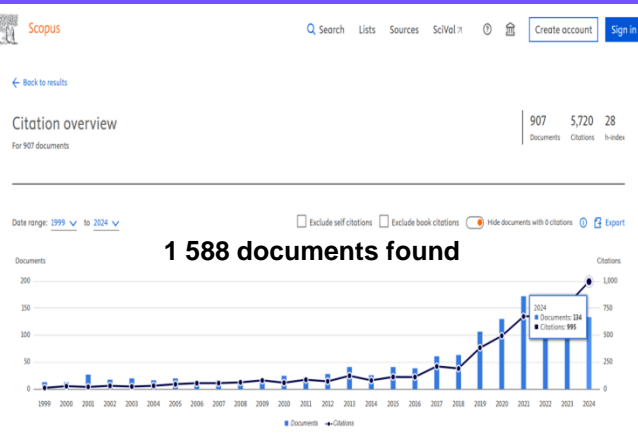 Scopus
Search Lists Sources SciVal Create account Sign in
Back to results
Citation overview
For 907 documents
907 5,720 28
Documents Citations h-index
Date range: 1999 to 2024
Exclude self citations Exclude book citations Hide documents with 0 citations Export
1 588 documents found
Documents Citations
200 1,000
150 750
100 500
50 250
0 0
2024
Documents: 134
Citations: 995
1999 2000 2001 2002 2003 2004 2005 2006 2007 2008 2009 2010 2011 2012 2013 2014 2015 2016 2017 2018 2019 2020 2021 2022 2023 2024
Documents Citations